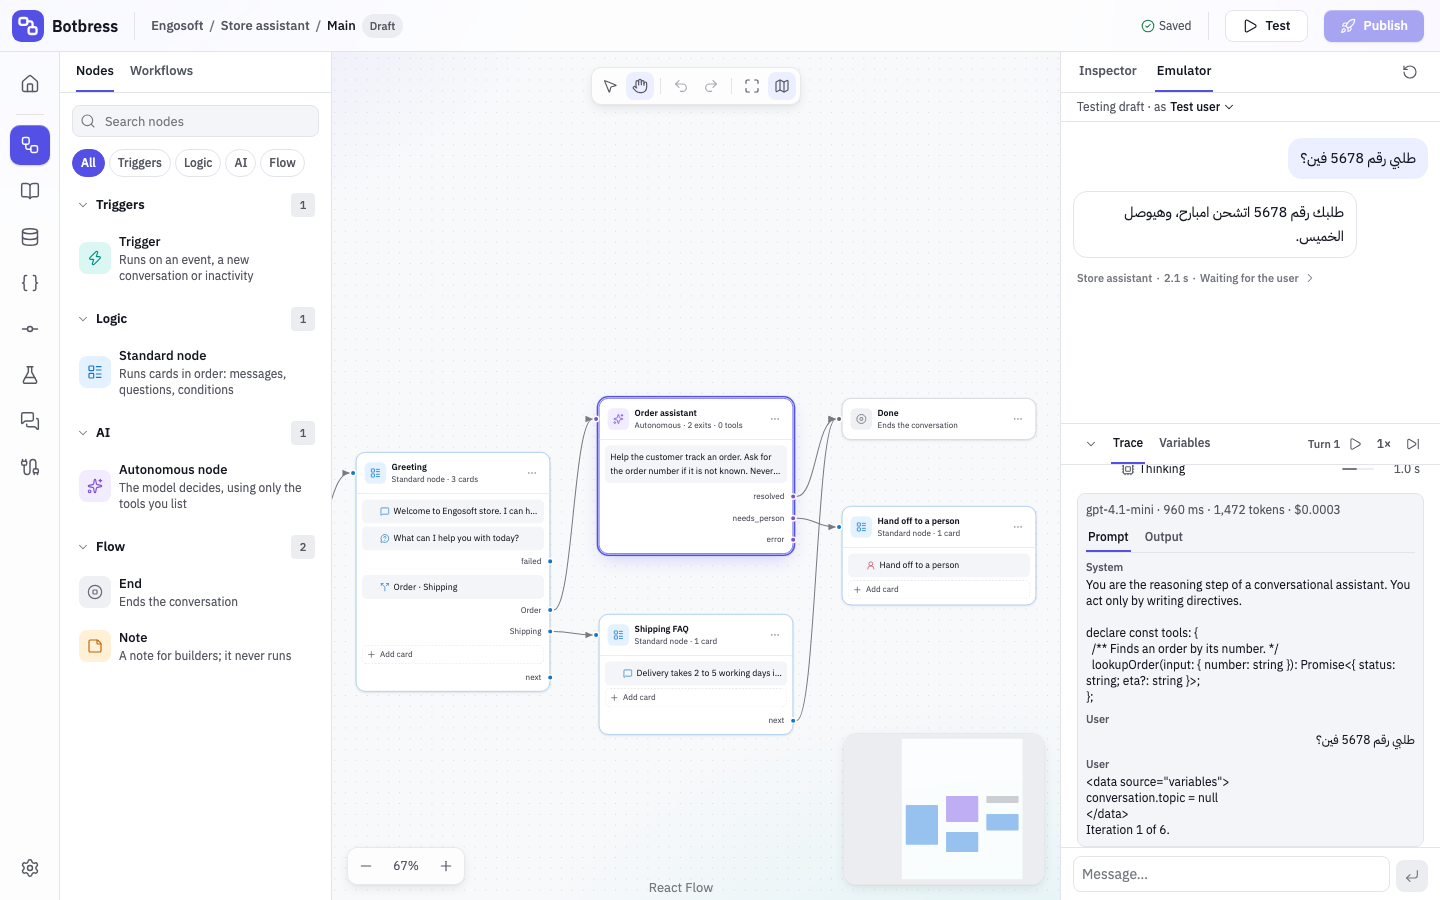 Botbress
Engosoft / Store assistant / Main Draft
Saved
Test
Publish
Nodes
Workflows
Search nodes
All
Triggers
Logic
AI
Flow
Triggers
1
Trigger
Runs on an event, a new
conversation or inactivity
Logic
1
Standard node
Runs cards in order: messages,
questions, conditions
AI
1
Autonomous node
The model decides, using only the
tools you list
Flow
2
End
Ends the conversation
Note
A note for builders; it never runs
Greeting
Standard node · 3 cards
Welcome to Engosoft store. I can h...
What can I help you with today?
failed
Order · Shipping
Order
Shipping
+ Add card
next
Order assistant
Autonomous · 2 exits · 0 tools
Help the customer track an order. Ask for
the order number if it is not known. Never...
resolved
needs_person
error
Shipping FAQ
Standard node · 1 card
Delivery takes 2 to 5 working days i...
+ Add card
next
Done
Ends the conversation
Hand off to a person
Standard node · 1 card
Hand off to a person
+ Add card
67%
React Flow
Inspector
Emulator
Testing draft · as Test user
طلبي رقم 5678 فين؟
طلبك رقم 5678 اتشحن امبارح، وهيوصل
الخميس.
Store assistant · 2.1 s · Waiting for the user
Trace
Variables
Turn 1
1×
Thinking
1.0 s
gpt-4.1-mini · 960 ms · 1,472 tokens · $0.0003
Prompt
Output
System
You are the reasoning step of a conversational assistant. You
act only by writing directives.
declare const tools: {
/** Finds an order by its number. */
lookupOrder(input: { number: string }): Promise<{ status:
string; eta?: string }>;
};
User
طلبي رقم 5678 فين؟
User
<data source="variables">
conversation.topic = null
</data>
Iteration 1 of 6.
Message...